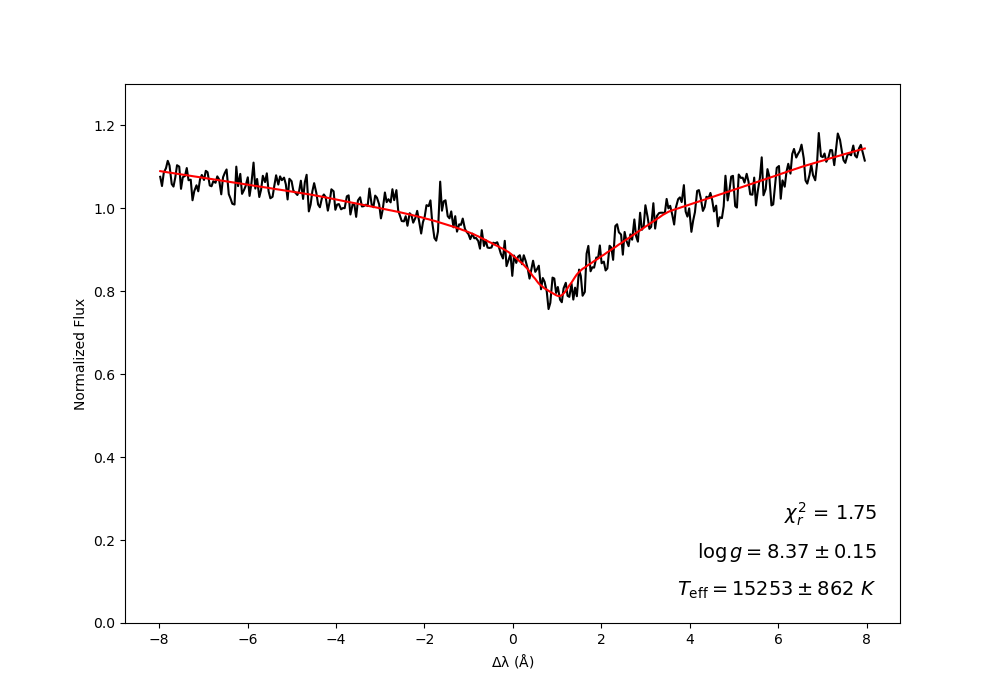 1.2
1.0
0.8
0.6
0.4
0.2
0.0
Normalized Flux
χ²ᵣ = 1.75
log g = 8.37 ± 0.15
T_eff = 15253 ± 862 K
−8 −6 −4 −2 0 2 4 6 8
Δλ (Å)